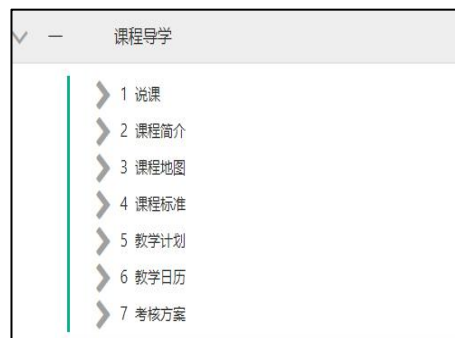 一 课程导学
1 说课
2 课程简介
3 课程地图
4 课程标准
5 教学计划
6 教学日历
7 考核方案